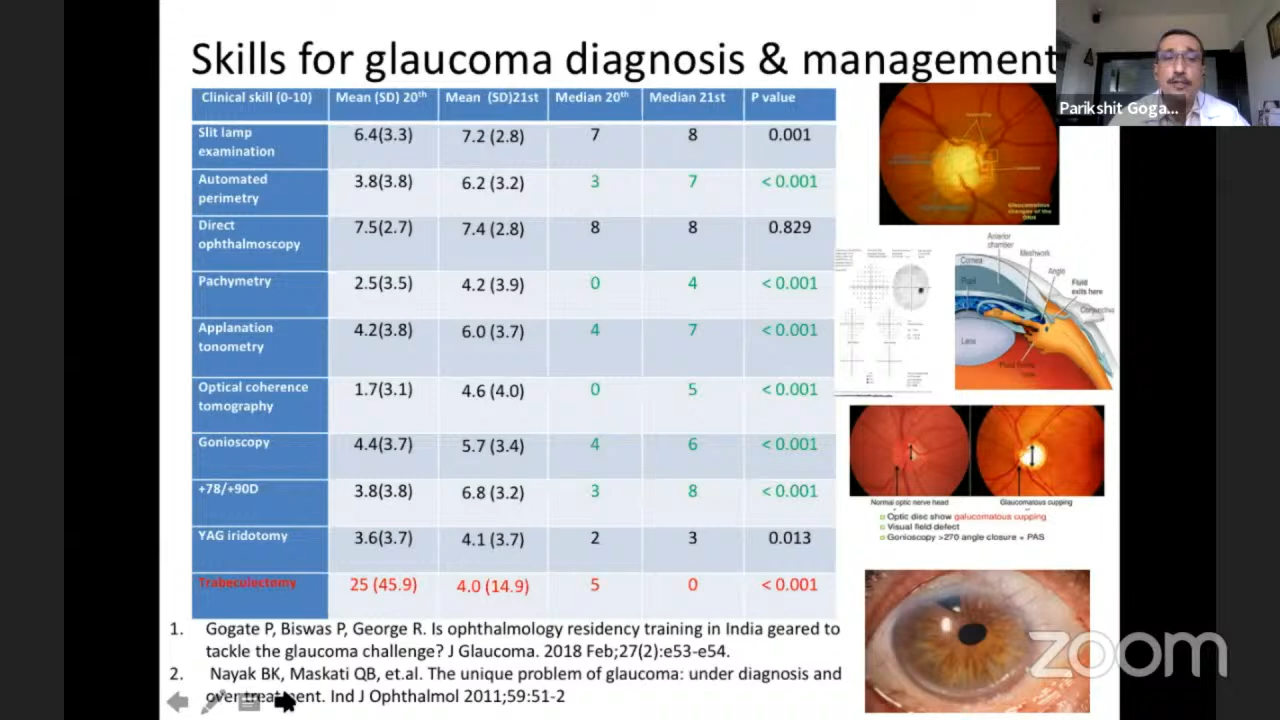 Skills for glaucoma diagnosis & management
Parikshit Goga...
Clinical skill (0-10) Mean (SD) 20th Mean (SD)21st Median 20th Median 21st P value
Slit lamp
examination 6.4(3.3) 7.2 (2.8) 7 8 0.001
Automated
perimetry 3.8(3.8) 6.2 (3.2) 3 7 < 0.001
Direct
ophthalmoscopy 7.5(2.7) 7.4 (2.8) 8 8 0.829
Pachymetry 2.5(3.5) 4.2 (3.9) 0 4 < 0.001
Applanation
tonometry 4.2(3.8) 6.0 (3.7) 4 7 < 0.001
Optical coherence
tomography 1.7(3.1) 4.6 (4.0) 0 5 < 0.001
Gonioscopy 4.4(3.7) 5.7 (3.4) 4 6 < 0.001
+78/+90D 3.8(3.8) 6.8 (3.2) 3 8 < 0.001
YAG iridotomy 3.6(3.7) 4.1 (3.7) 2 3 0.013
Trabeculectomy 25 (45.9) 4.0 (14.9) 5 0 < 0.001
Glaucomatous
changes of the
Anterior
chamber
Cornea
Meshwork
Angle
Pupil
Fluid
exits here
Conjunctiva
Lens
Fluid forms
Normal optic nerve head Glaucomatous cupping
Optic disc show galucomatous cupping
Visual field defect
Gonioscopy >270 angle closure + PAS
1. Gogate P, Biswas P, George R. Is ophthalmology residency training in India geared to
tackle the glaucoma challenge? J Glaucoma. 2018 Feb;27(2):e53-e54.
2. Nayak BK, Maskati QB, et.al. The unique problem of glaucoma: under diagnosis and
over treatment. Ind J Ophthalmol 2011;59:51-2
zoom